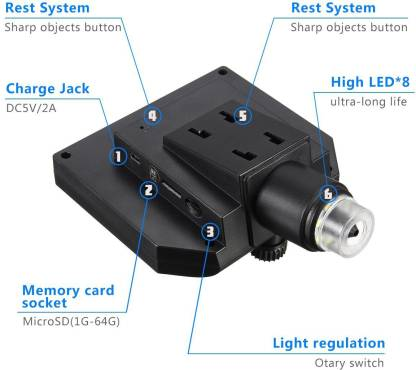 Rest System
Sharp objects button
Rest System
Sharp objects button
Charge Jack
DC5V/2A
High LED*8
ultra-long life
4
5
1
2
6
3
Memory card
socket
MicroSD(1G-64G)
Light regulation
Otary switch